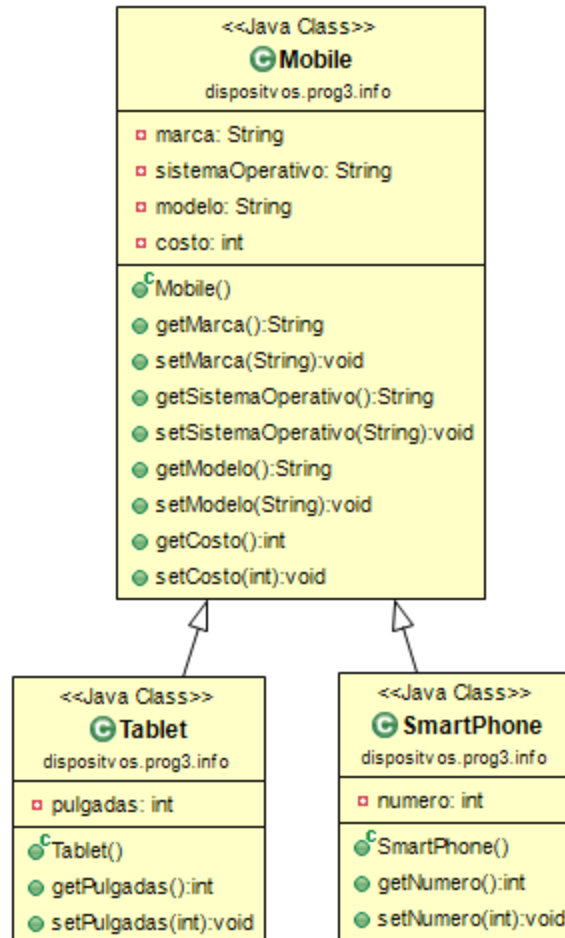 <<Java Class>>
Mobile
dispositvos.prog3.info
marca: String
sistemaOperativo: String
modelo: String
costo: int
Mobile()
getMarca():String
setMarca(String):void
getSistemaOperativo():String
setSistemaOperativo(String):void
getModelo():String
setModelo(String):void
getCosto():int
setCosto(int):void
<<Java Class>>
Tablet
dispositvos.prog3.info
pulgadas: int
Tablet()
getPulgadas():int
setPulgadas(int):void
<<Java Class>>
SmartPhone
dispositvos.prog3.info
numero: int
SmartPhone()
getNumero():int
setNumero(int):void